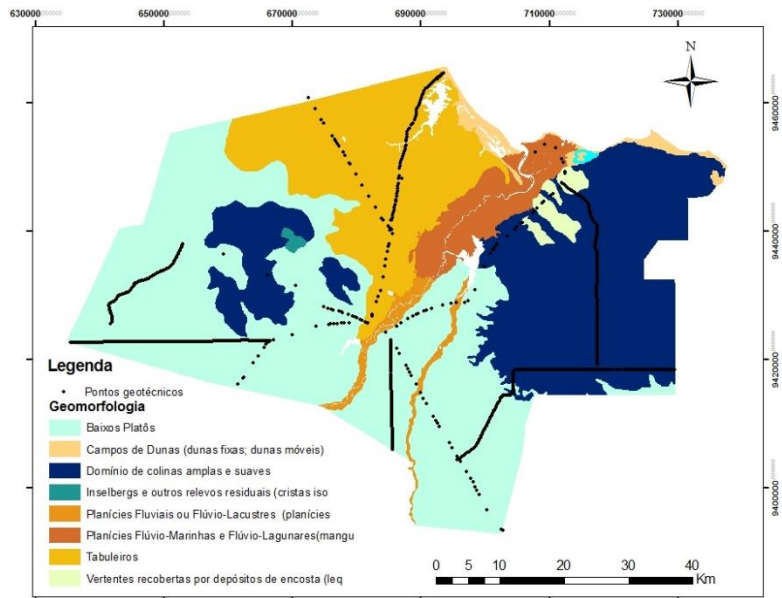 630000 650000 670000 690000 710000 730000
N
9460000
9440000
9420000
9400000
Legenda
Pontos geotécnicos
Geomorfologia
Baixos Platôs
Campos de Dunas (dunas fixas; dunas móveis)
Domínio de colinas amplas e suaves
Inselbergs e outros relevos residuais (cristas iso
Planícies Fluviais ou Flúvio-Lacustres (planícies
Planícies Flúvio-Marinhas e Flúvio-Lagunares(mangu
Tabuleiros
Vertentes recobertas por depósitos de encosta (leq
0 5 10 20 30 40
Km